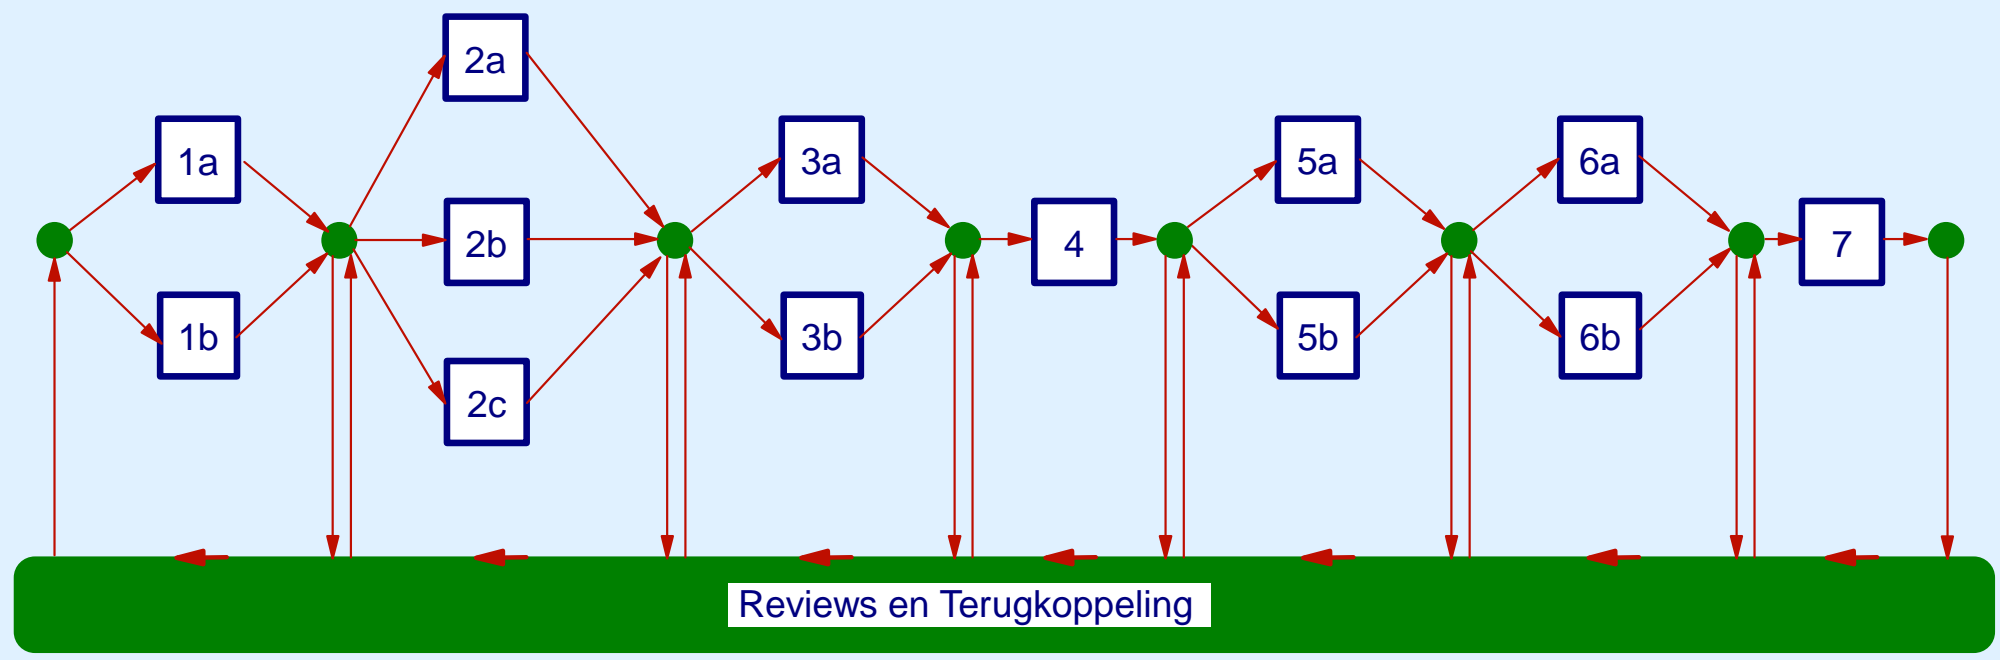 1a
1b
2a
2b
2c
3a
3b
4
5a
5b
6a
6b
7
Reviews en Terugkoppeling